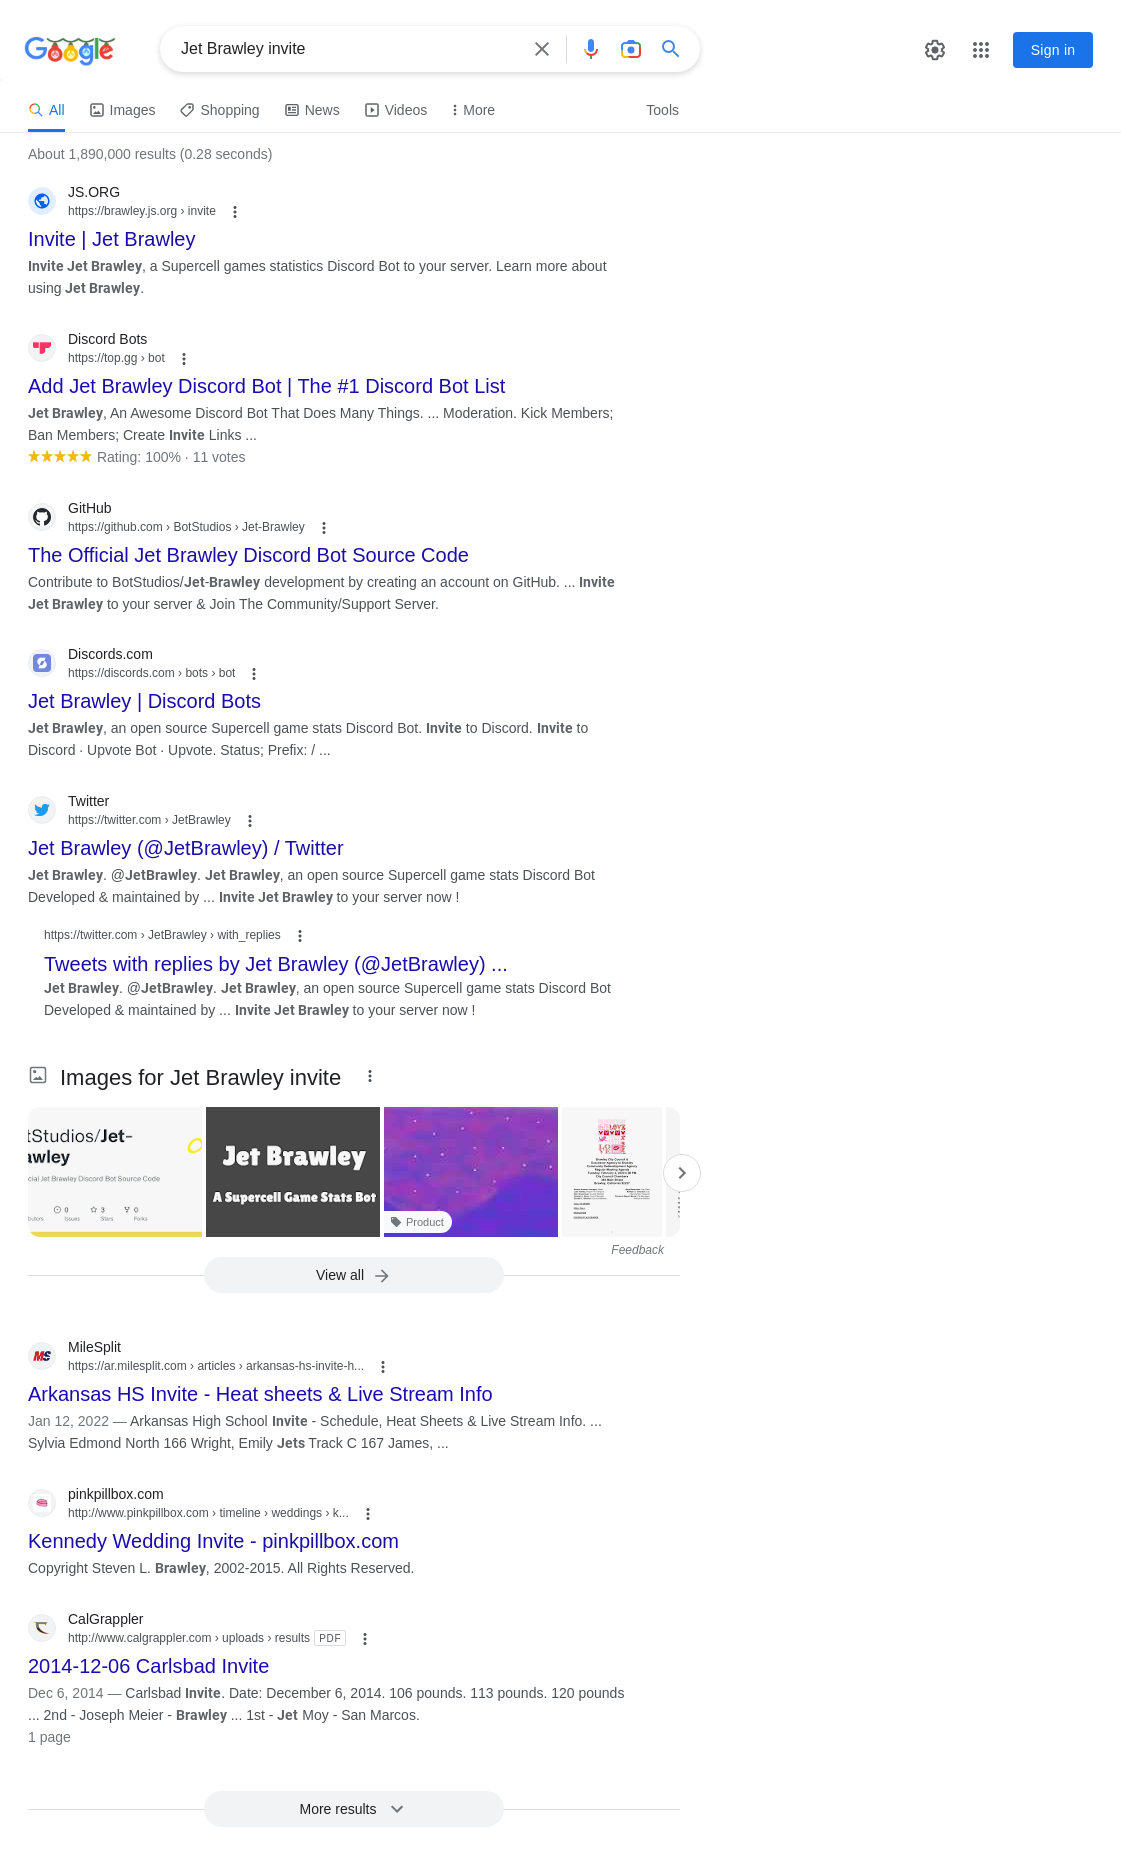 Google
Jet Brawley invite
Sign in
All
Images
Shopping
News
Videos
More
Tools
About 1,890,000 results (0.28 seconds)
JS.ORG
https://brawley.js.org › invite
Invite | Jet Brawley
Invite Jet Brawley, a Supercell games statistics Discord Bot to your server. Learn more about
using Jet Brawley.
Discord Bots
https://top.gg › bot
Add Jet Brawley Discord Bot | The #1 Discord Bot List
Jet Brawley, An Awesome Discord Bot That Does Many Things. ... Moderation. Kick Members;
Ban Members; Create Invite Links ...
Rating: 100% · 11 votes
GitHub
https://github.com › BotStudios › Jet-Brawley
The Official Jet Brawley Discord Bot Source Code
Contribute to BotStudios/Jet-Brawley development by creating an account on GitHub. ... Invite
Jet Brawley to your server & Join The Community/Support Server.
Discords.com
https://discords.com › bots › bot
Jet Brawley | Discord Bots
Jet Brawley, an open source Supercell game stats Discord Bot. Invite to Discord. Invite to
Discord · Upvote Bot · Upvote. Status; Prefix: / ...
Twitter
https://twitter.com › JetBrawley
Jet Brawley (@JetBrawley) / Twitter
Jet Brawley. @JetBrawley. Jet Brawley, an open source Supercell game stats Discord Bot
Developed & maintained by ... Invite Jet Brawley to your server now !
https://twitter.com › JetBrawley › with_replies
Tweets with replies by Jet Brawley (@JetBrawley) ...
Jet Brawley. @JetBrawley. Jet Brawley, an open source Supercell game stats Discord Bot
Developed & maintained by ... Invite Jet Brawley to your server now !
Images for Jet Brawley invite
tStudios/Jet-
awley
cial Jet Brawley Discord Bot Source Code
0
3
0
Issues
Stars
Forks
Jet Brawley
A Supercell Game Stats Bot
Product
Feedback
View all
MileSplit
https://ar.milesplit.com › articles › arkansas-hs-invite-h...
Arkansas HS Invite - Heat sheets & Live Stream Info
Jan 12, 2022 — Arkansas High School Invite - Schedule, Heat Sheets & Live Stream Info. ...
Sylvia Edmond North 166 Wright, Emily Jets Track C 167 James, ...
pinkpillbox.com
http://www.pinkpillbox.com › timeline › weddings › k...
Kennedy Wedding Invite - pinkpillbox.com
Copyright Steven L. Brawley, 2002-2015. All Rights Reserved.
CalGrappler
http://www.calgrappler.com › uploads › results PDF
2014-12-06 Carlsbad Invite
Dec 6, 2014 — Carlsbad Invite. Date: December 6, 2014. 106 pounds. 113 pounds. 120 pounds
... 2nd - Joseph Meier - Brawley ... 1st - Jet Moy - San Marcos.
1 page
More results